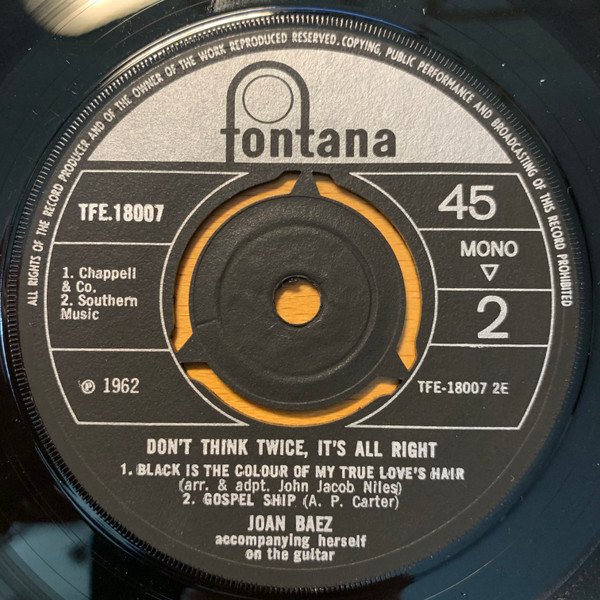 ALL RIGHTS OF THE RECORD PRODUCER AND OF THE OWNER OF THE WORK REPRODUCED RESERVED. COPYING, PUBLIC PERFORMANCE AND BROADCASTING OF THIS RECORD PROHIBITED
fontana
TFE.18007
45
MONO
1. Chappell
& Co.
2. Southern
Music
2
℗ 1962
TFE-18007 2E
DON'T THINK TWICE, IT'S ALL RIGHT
1. BLACK IS THE COLOUR OF MY TRUE LOVE'S HAIR
(arr. & adpt. John Jacob Niles)
2. GOSPEL SHIP (A. P. Carter)
JOAN BAEZ
accompanying herself
on the guitar